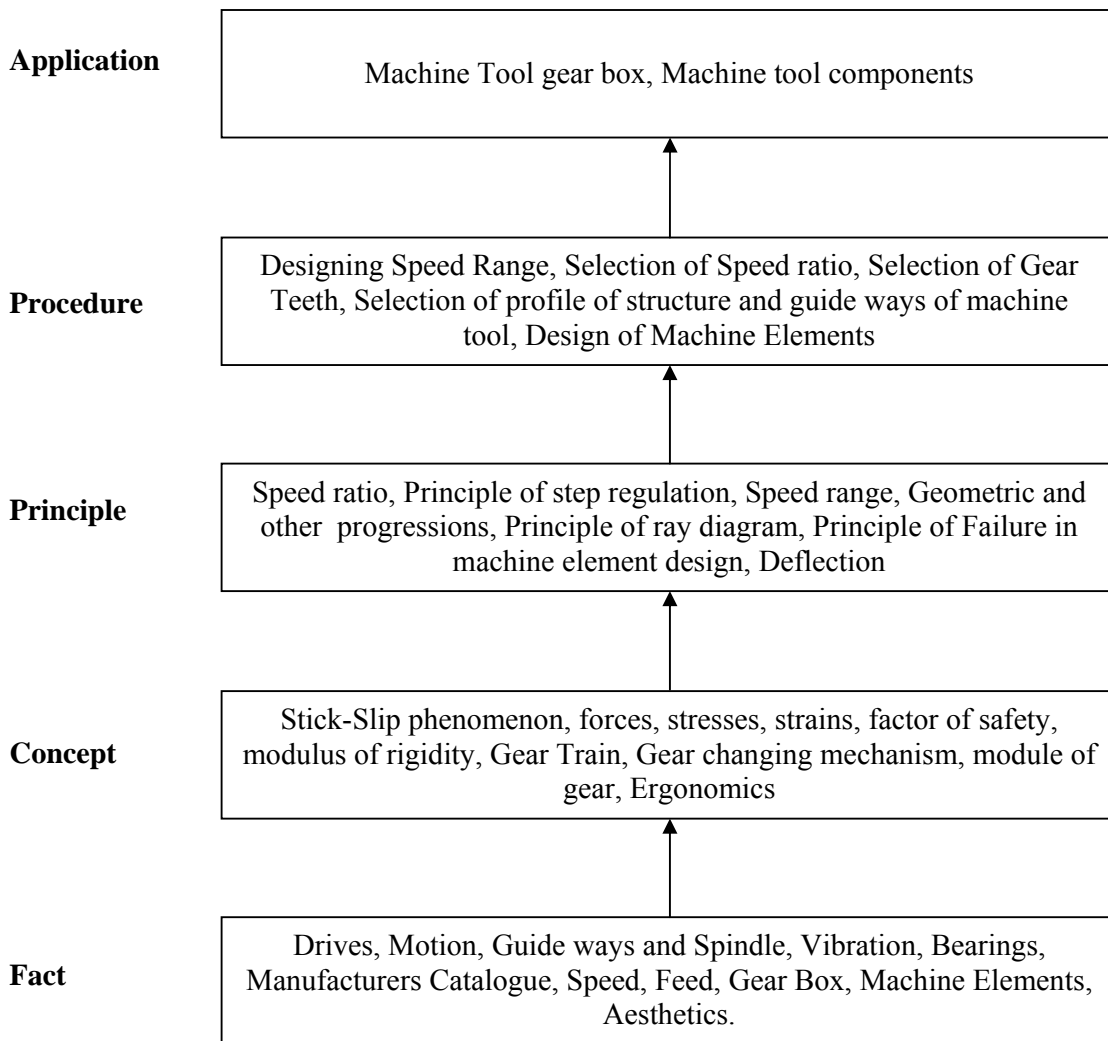 Application
Machine Tool gear box, Machine tool components
Procedure
Designing Speed Range, Selection of Speed ratio, Selection of Gear
Teeth, Selection of profile of structure and guide ways of machine
tool, Design of Machine Elements
Principle
Speed ratio, Principle of step regulation, Speed range, Geometric and
other progressions, Principle of ray diagram, Principle of Failure in
machine element design, Deflection
Concept
Stick-Slip phenomenon, forces, stresses, strains, factor of safety,
modulus of rigidity, Gear Train, Gear changing mechanism, module of
gear, Ergonomics
Fact
Drives, Motion, Guide ways and Spindle, Vibration, Bearings,
Manufacturers Catalogue, Speed, Feed, Gear Box, Machine Elements,
Aesthetics.